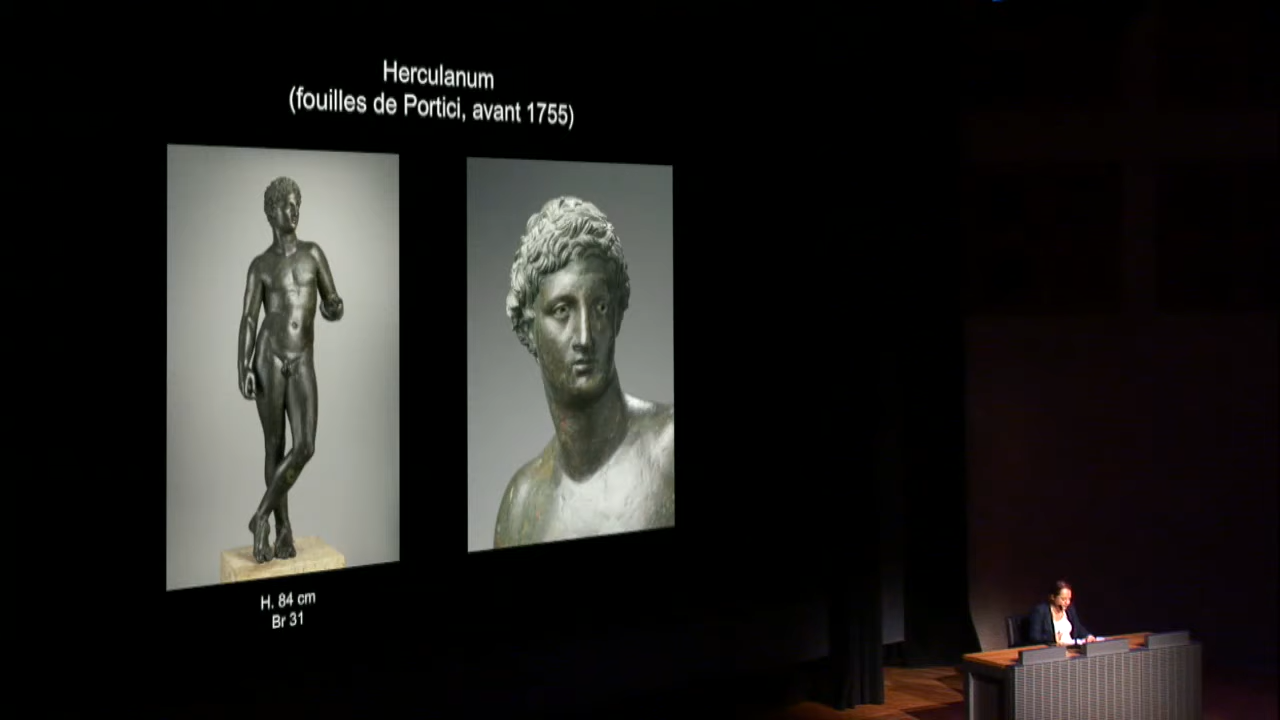 Herculanum
(fouilles de Portici, avant 1755)
H. 84 cm
Br 31